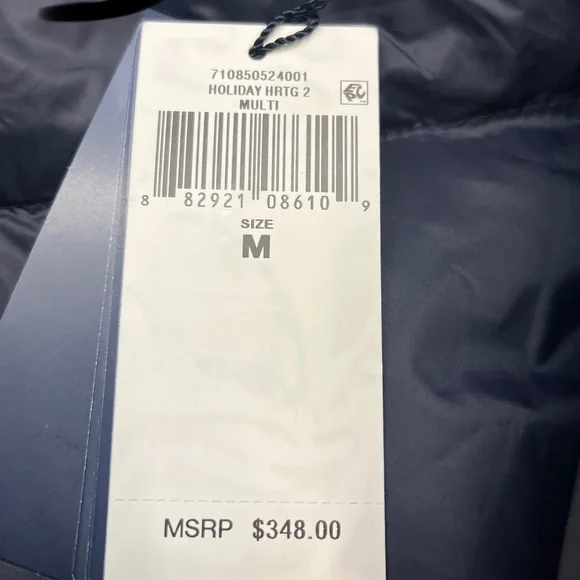 710850524001
HOLIDAY HRTG 2
MULTI
8 82921 08610 9
SIZE
M
MSRP $348.00